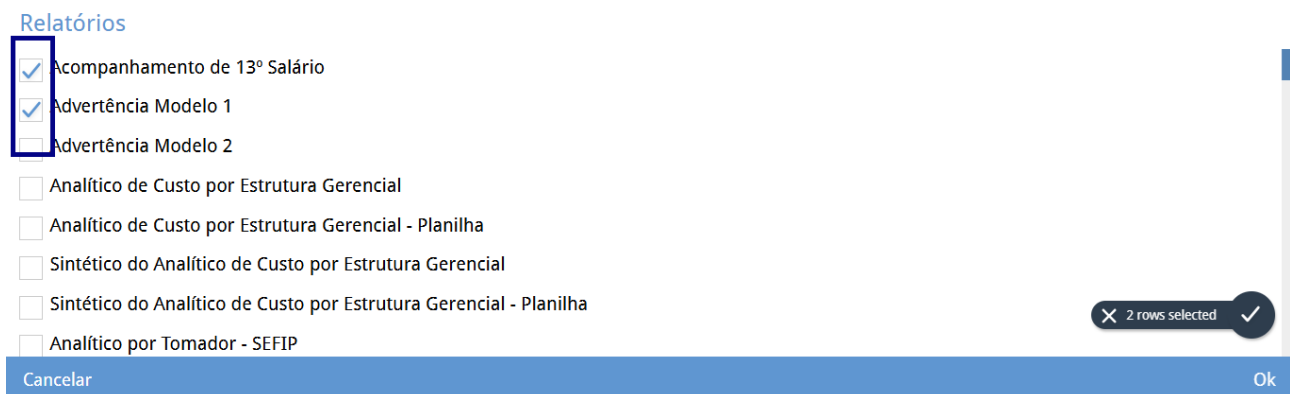 Relatórios
Acompanhamento de 13º Salário
Advertência Modelo 1
Advertência Modelo 2
Analítico de Custo por Estrutura Gerencial
Analítico de Custo por Estrutura Gerencial - Planilha
Sintético do Analítico de Custo por Estrutura Gerencial
Sintético do Analítico de Custo por Estrutura Gerencial - Planilha
2 rows selected
Analítico por Tomador - SEFIP
Cancelar Ok